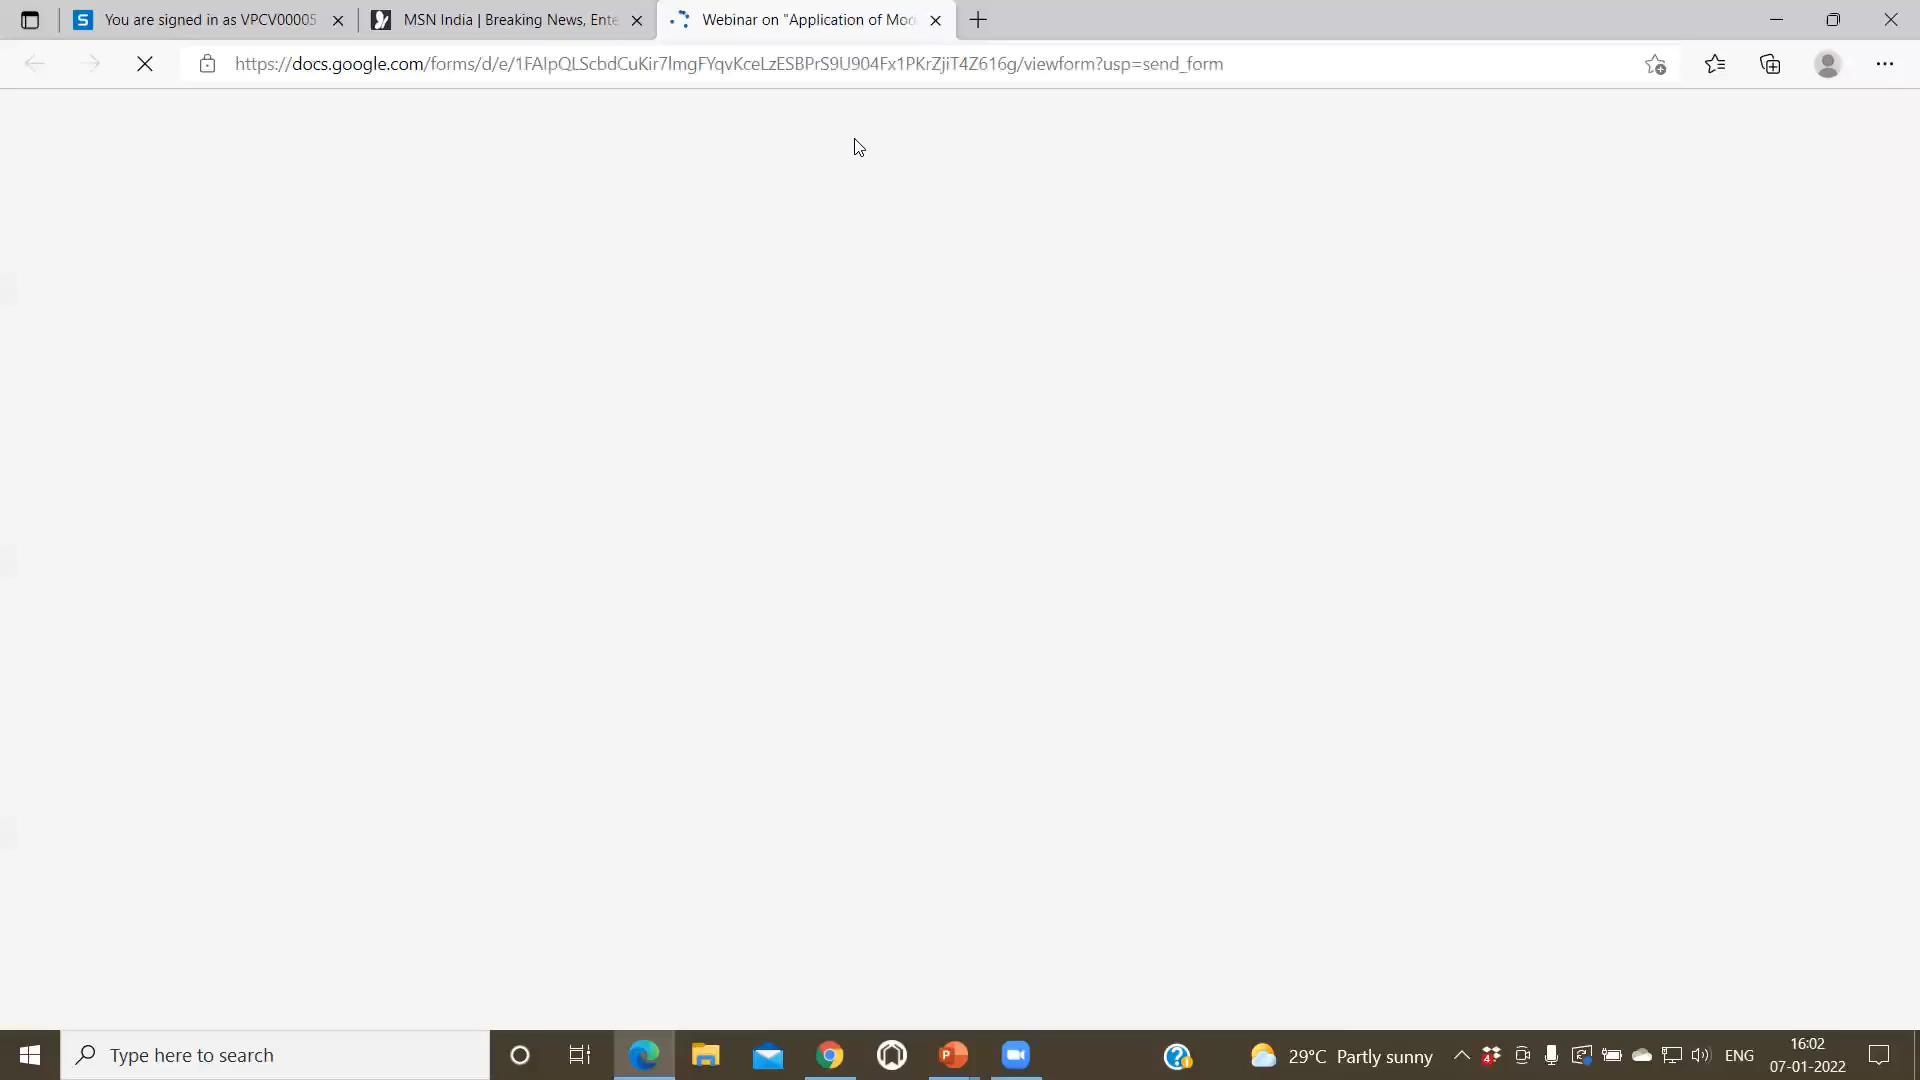 You are signed in as VPCV00005
MSN India | Breaking News, Ente
Webinar on "Application of Mod
https://docs.google.com/forms/d/e/1FAIpQLScbdCuKir7lmgFYqvKceLzESBPrS9U904Fx1PKrZjiT4Z616g/viewform?usp=send_form
Type here to search
29°C Partly sunny
ENG
16:02
07-01-2022